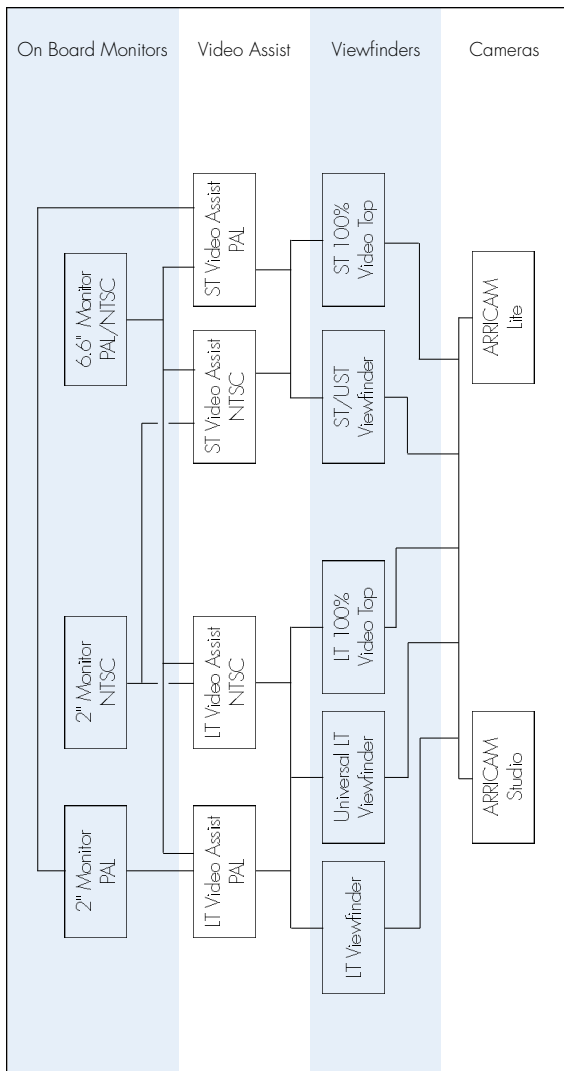 On Board Monitors
Video Assist
Viewfinders
Cameras
6.6" Monitor
PAL/NTSC
2" Monitor
NTSC
2" Monitor
PAL
ST Video Assist
PAL
ST Video Assist
NTSC
LT Video Assist
NTSC
LT Video Assist
PAL
ST 100%
Video Top
ST/UST
Viewfinder
LT 100%
Video Top
Universal LT
Viewfinder
LT Viewfinder
ARRICAM
Lite
ARRICAM
Studio